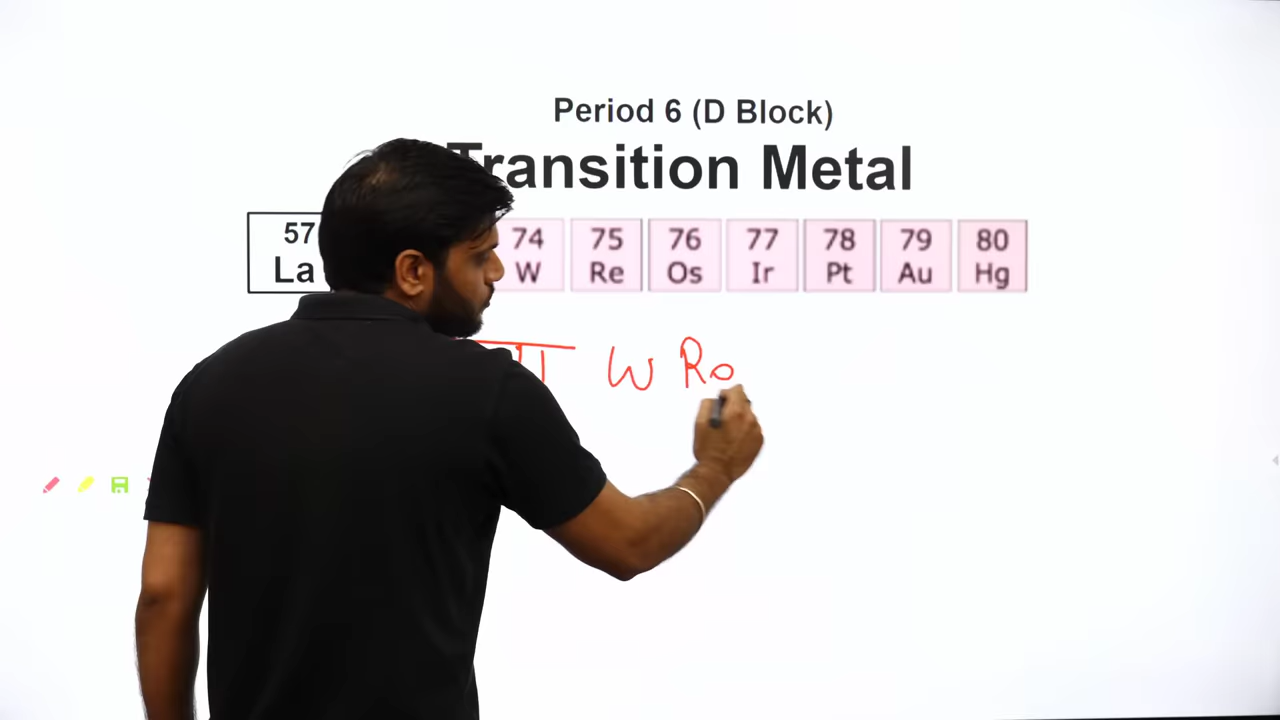 Period 6 (D Block)
Transition Metal
57 74 75 76 77 78 79 80
La W Re Os Ir Pt Au Hg
W Ro